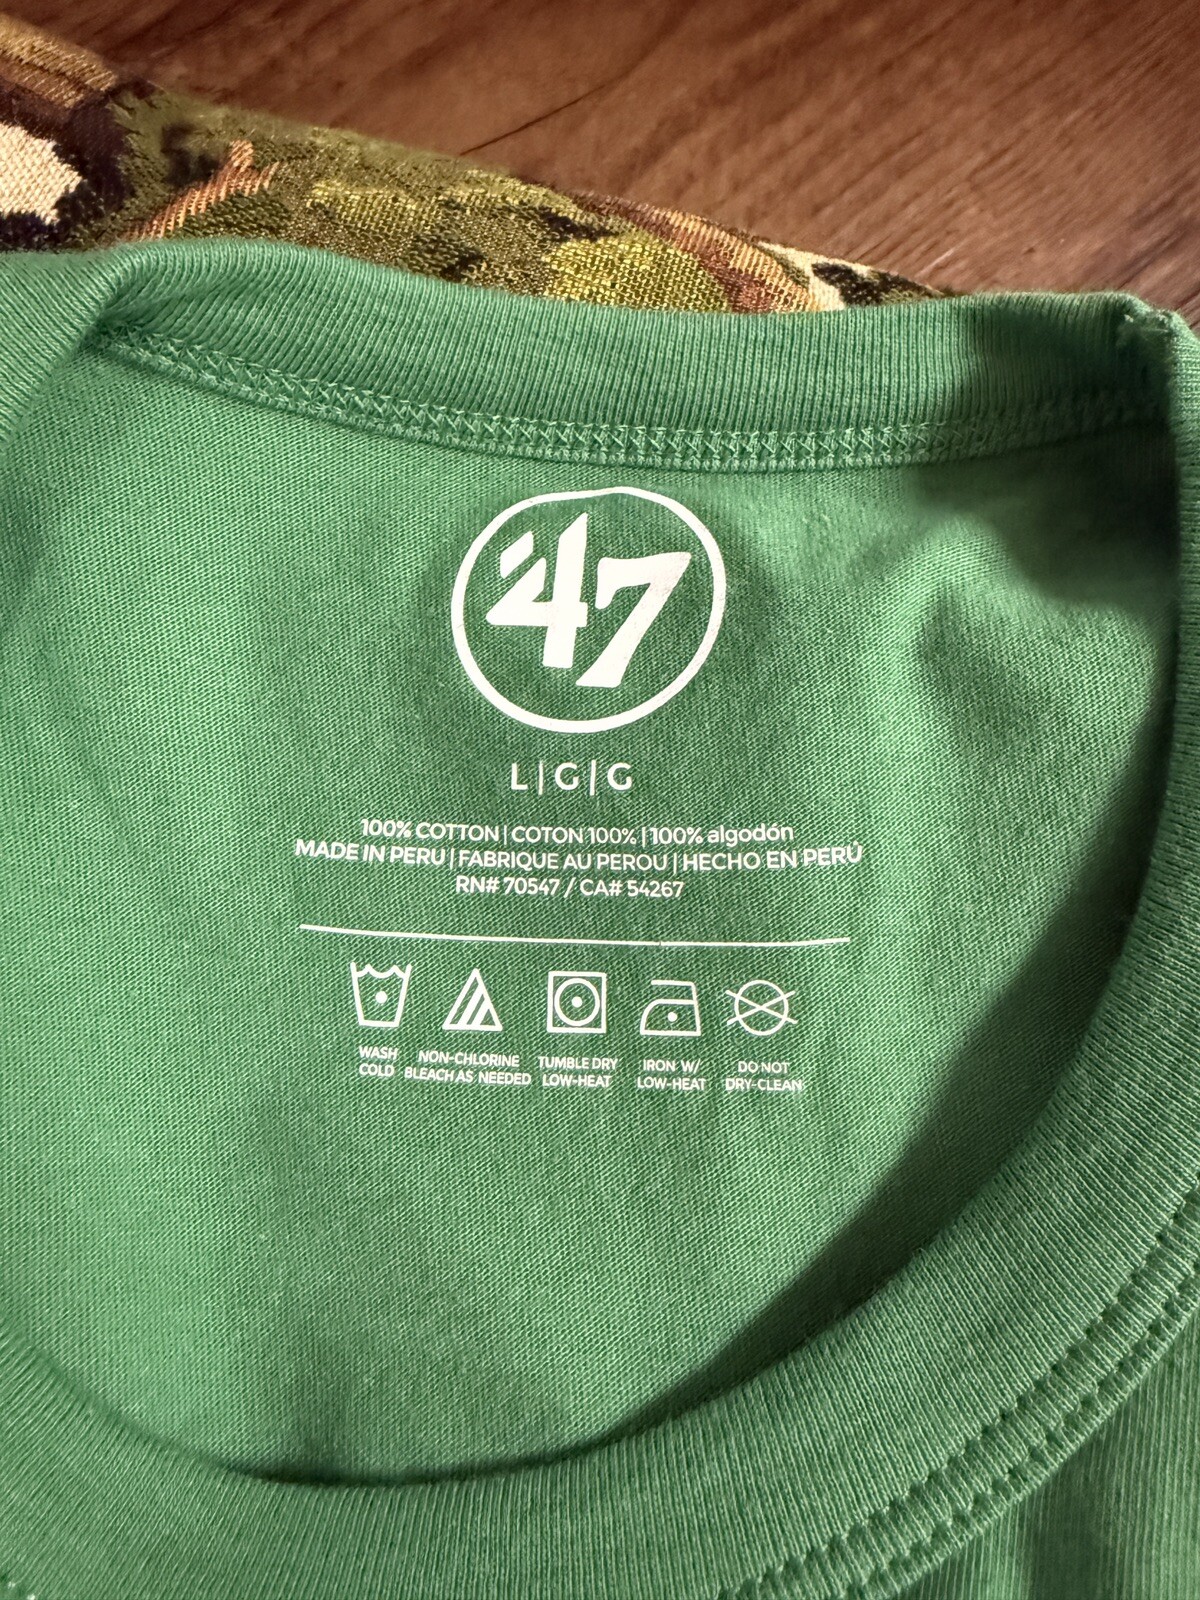 '47
L|G|G
100% COTTON | COTON 100% | 100% algodón
MADE IN PERU | FABRIQUE AU PEROU | HECHO EN PERÚ
RN# 70547 / CA# 54267
WASH COLD
NON-CHLORINE BLEACH AS NEEDED
TUMBLE DRY LOW-HEAT
IRON W/ LOW-HEAT
DO NOT DRY-CLEAN